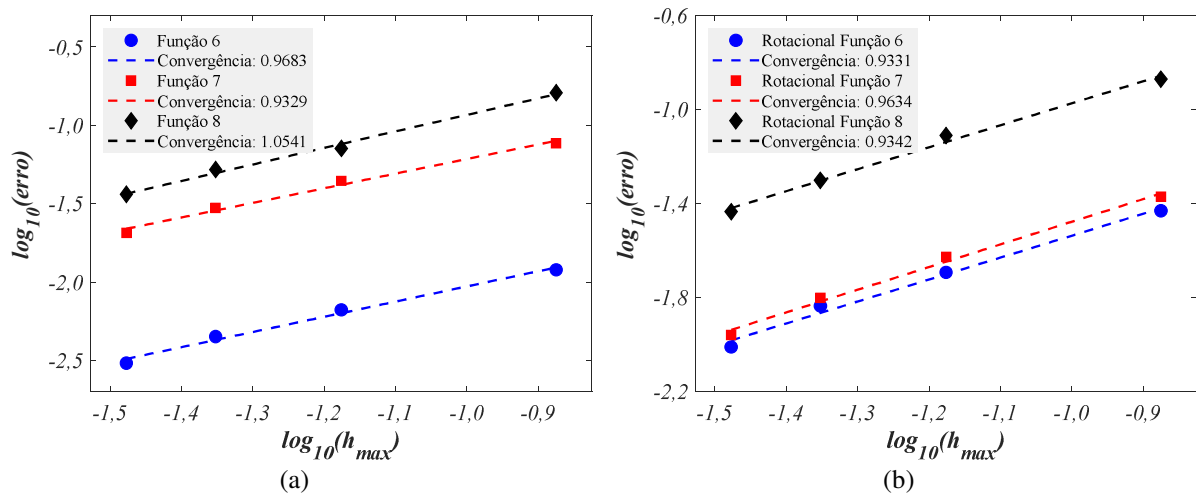 -0,5
-1,0
-1,5
-2,0
-2,5
log10(erro)
Função 6
Convergência: 0.9683
Função 7
Convergência: 0.9329
Função 8
Convergência: 1.0541
-1,5 -1,4 -1,3 -1,2 -1,1 -1,0 -0,9
log10(hmax)
(a)
-0,6
-1,0
-1,4
-1,8
-2,2
log10(erro)
Rotacional Função 6
Convergência: 0.9331
Rotacional Função 7
Convergência: 0.9634
Rotacional Função 8
Convergência: 0.9342
-1,5 -1,4 -1,3 -1,2 -1,1 -1,0 -0,9
log10(hmax)
(b)